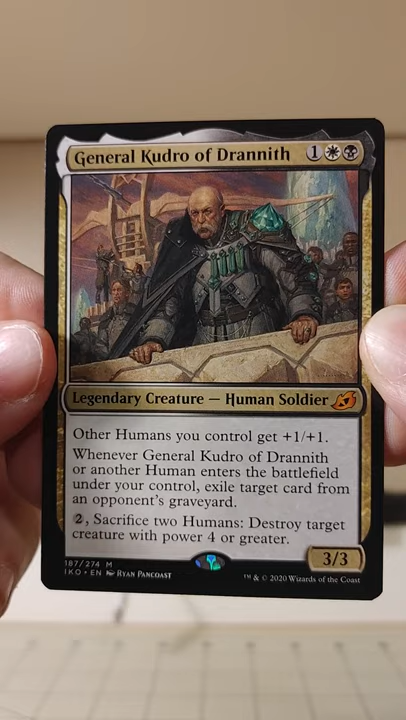 General Kudro of Drannith 1
Legendary Creature — Human Soldier
Other Humans you control get +1/+1.
Whenever General Kudro of Drannith
or another Human enters the battlefield
under your control, exile target card from
an opponent's graveyard.
2, Sacrifice two Humans: Destroy target
creature with power 4 or greater.
3/3
187/274 M
IKO • EN Ryan Pancoast
™ & © 2020 Wizards of the Coast